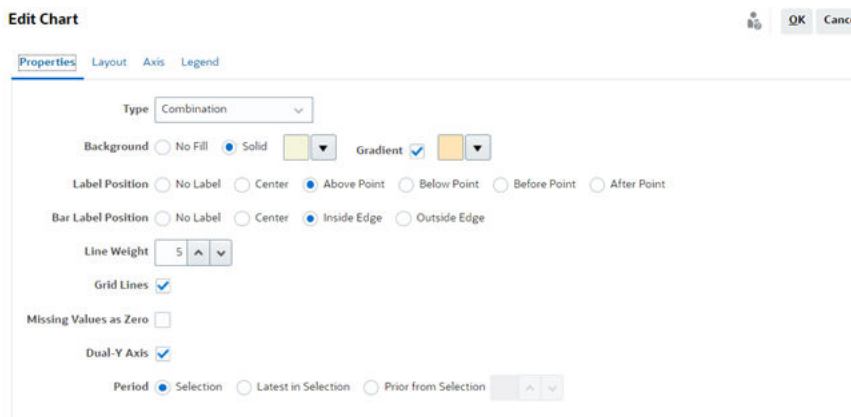 Edit Chart
OK Cance
Properties Layout Axis Legend
Type Combination
Background No Fill Solid Gradient
Label Position No Label Center Above Point Below Point Before Point After Point
Bar Label Position No Label Center Inside Edge Outside Edge
Line Weight 5
Grid Lines
Missing Values as Zero
Dual-Y Axis
Period Selection Latest in Selection Prior from Selection